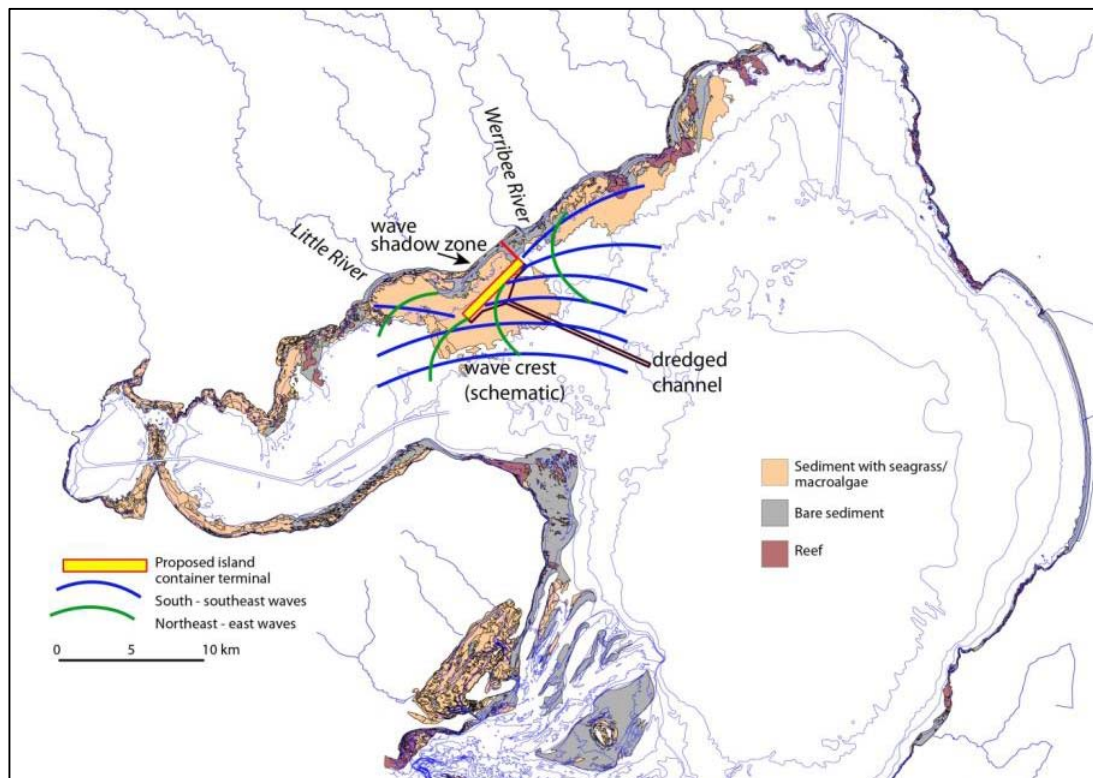 Werribee River
wave
shadow zone
Little River
wave crest
(schematic)
dredged
channel
Sediment with seagrass/
macroalgae
Bare sediment
Reef
Proposed island
container terminal
South - southeast waves
Northeast - east waves
0 5 10 km